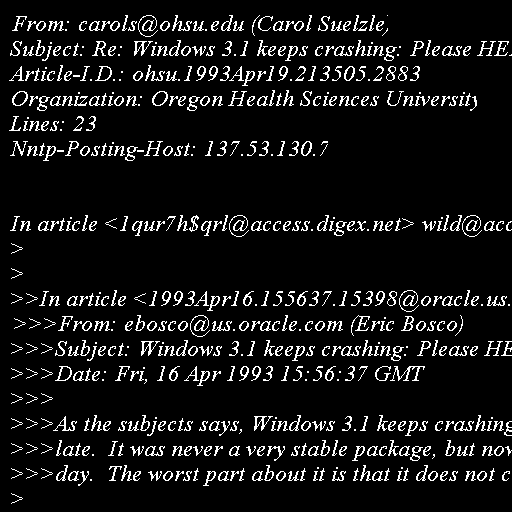 From: carols@ohsu.edu (Carol Suelzle,
Subject: Re: Windows 3.1 keeps crashing: Please HE
Article-I.D.: ohsu.1993Apr19.213505.2883
Organization: Oregon Health Sciences University
Lines: 23
Nntp-Posting-Host: 137.53.130.7
In article <1qur7h$qrl@access.digex.net> wild@acc
>
>
>>In article <1993Apr16.155637.15398@oracle.us.
>>>From: ebosco@us.oracle.com (Eric Bosco)
>>>Subject: Windows 3.1 keeps crashing: Please HE
>>>Date: Fri, 16 Apr 1993 15:56:37 GMT
>>>
>>>As the subjects says, Windows 3.1 keeps crashing
>>>late.  It was never a very stable package, but now
>>>day.  The worst part about it is that it does not c
>